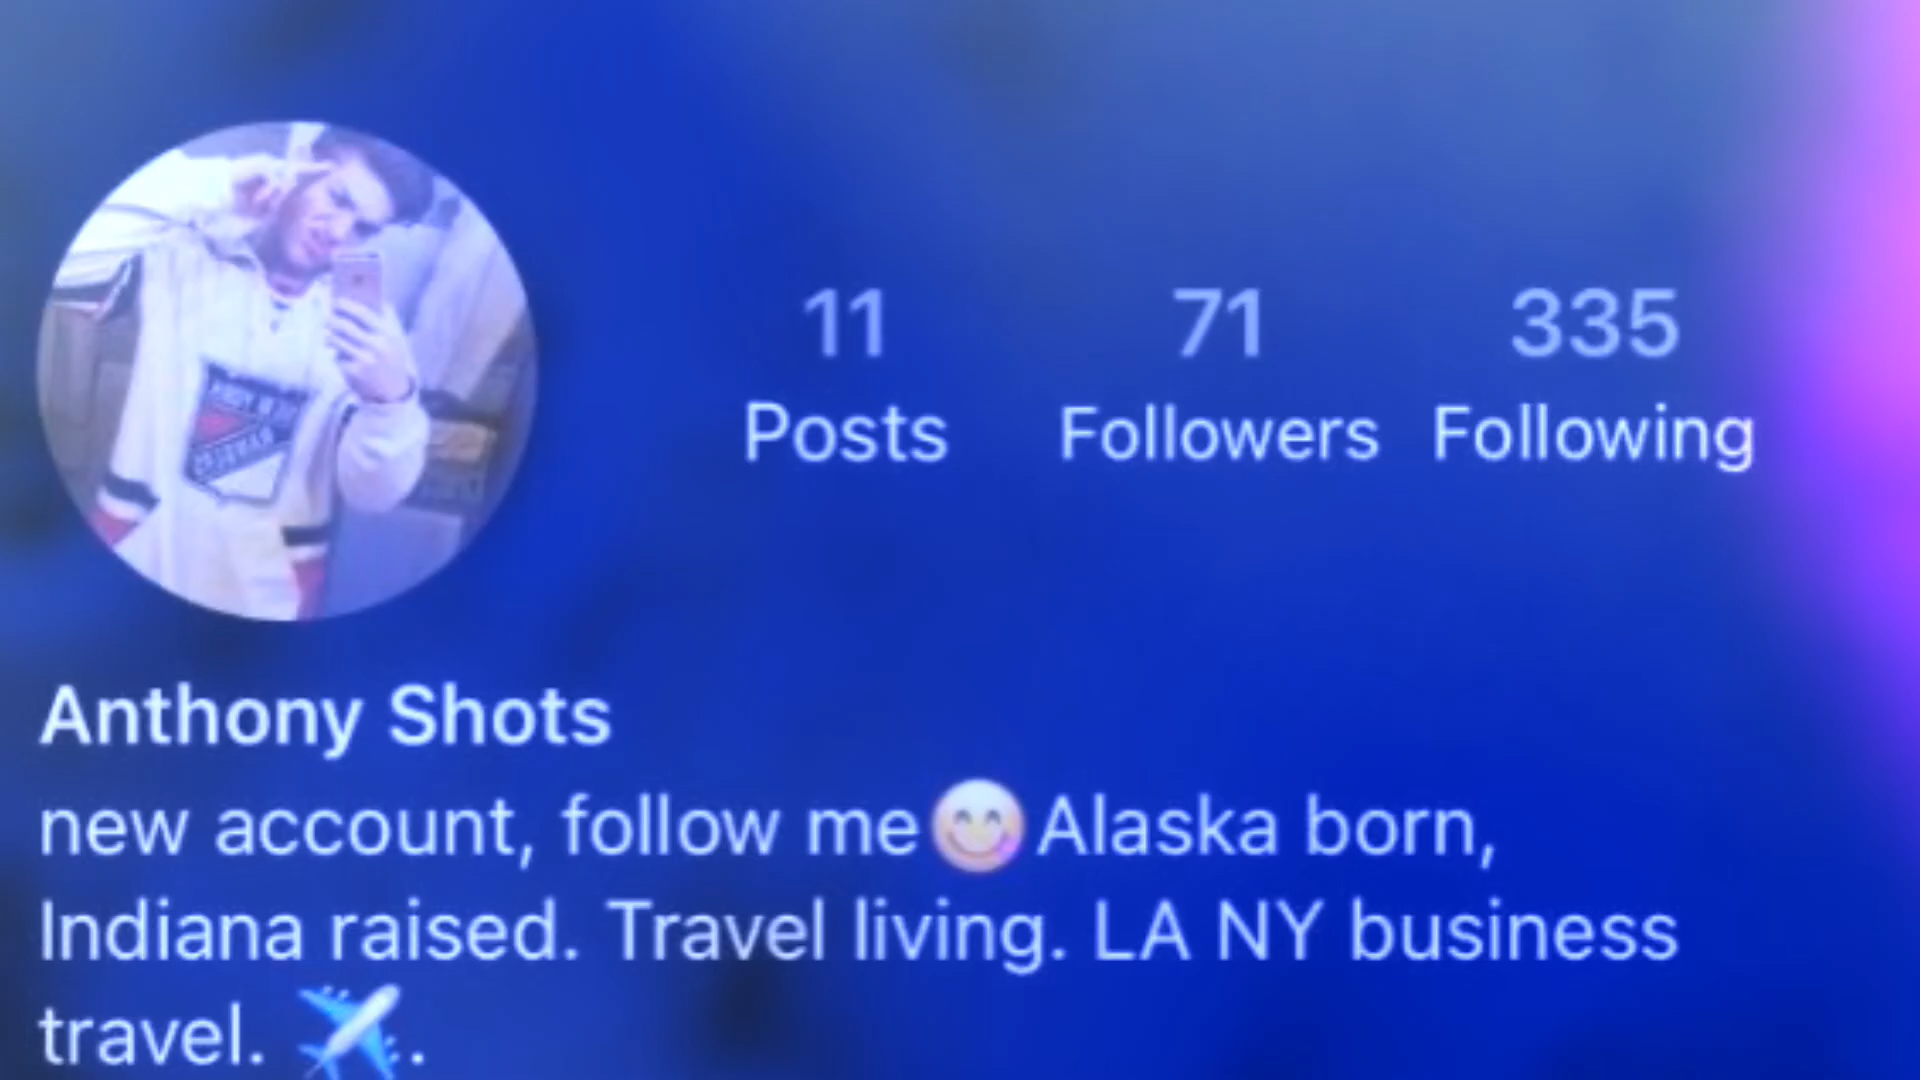 11 71 335
Posts Followers Following
Anthony Shots
new account, follow me😋Alaska born,
Indiana raised. Travel living. LA NY business
travel. ✈️.